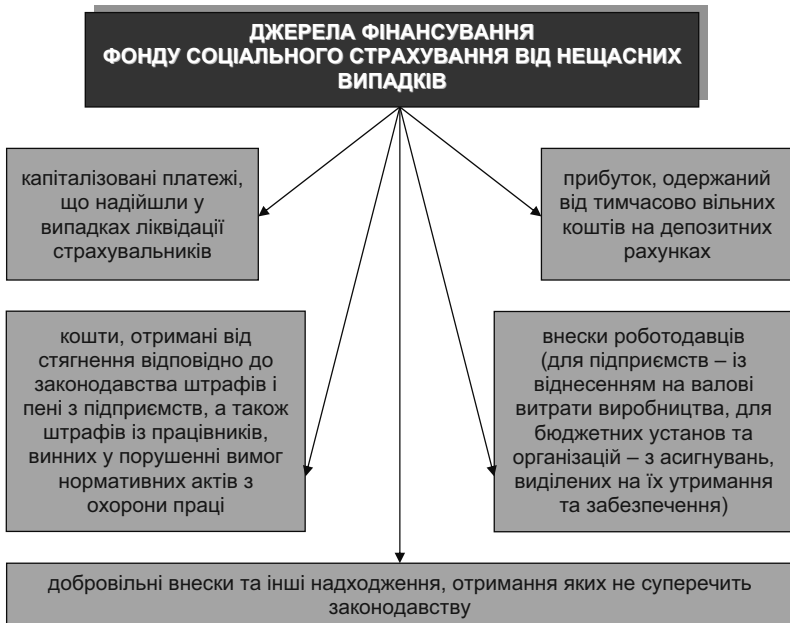 ДЖЕРЕЛА ФІНАНСУВАННЯ
ФОНДУ СОЦІАЛЬНОГО СТРАХУВАННЯ ВІД НЕЩАСНИХ
ВИПАДКІВ
капіталізовані платежі,
що надійшли у
випадках ліквідації
страхувальників
прибуток, одержаний
від тимчасово вільних
коштів на депозитних
рахунках
кошти, отримані від
стягнення відповідно до
законодавства штрафів і
пені з підприємств, а також
штрафів із працівників,
винних у порушенні вимог
нормативних актів з
охорони праці
внески роботодавців
(для підприємств – із
віднесенням на валові
витрати виробництва, для
бюджетних установ та
організацій – з асигнувань,
виділених на їх утримання
та забезпечення)
добровільні внески та інші надходження, отримання яких не суперечить
законодавству